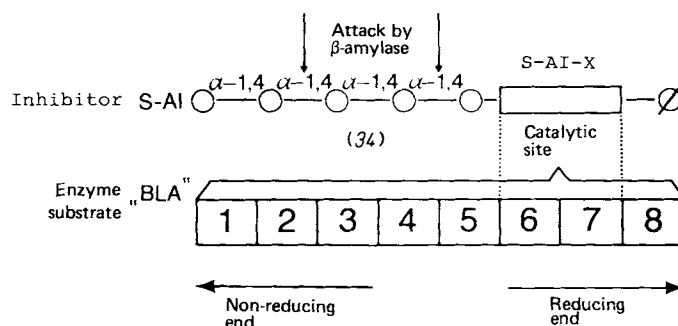 Attack by
β-amylase
S-AI-X
α-1,4 α-1,4 α-1,4 α-1,4
Inhibitor S-AI
(34)
Catalytic
site
Enzyme
substrate "BLA"
1 2 3 4 5 6 7 8
Non-reducing
end
Reducing
end